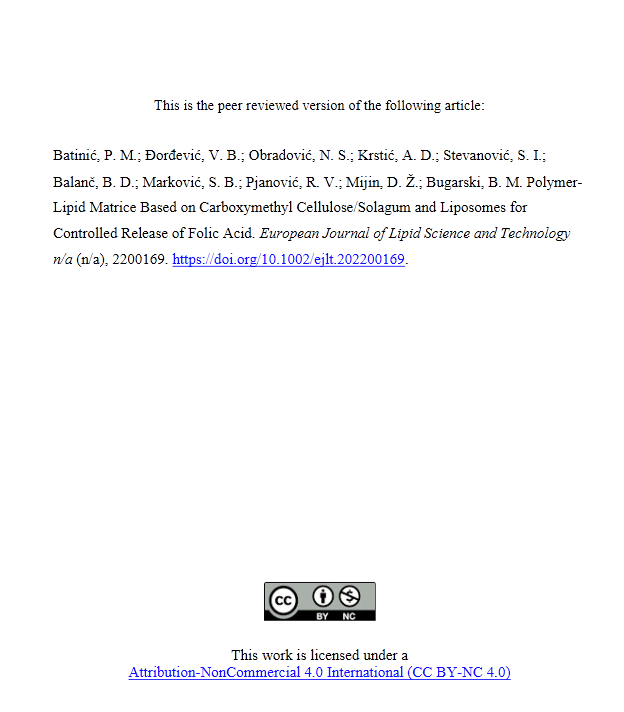 This is the peer reviewed version of the following article:
Batinić, P. M.; Đorđević, V. B.; Obradović, N. S.; Krstić, A. D.; Stevanović, S. I.;
Balanč, B. D.; Marković, S. B.; Pjanović, R. V.; Mijin, D. Ž.; Bugarski, B. M. Polymer-
Lipid Matrice Based on Carboxymethyl Cellulose/Solagum and Liposomes for
Controlled Release of Folic Acid. European Journal of Lipid Science and Technology
n/a (n/a), 2200169. https://doi.org/10.1002/ejlt.202200169.
cc
BY NC
This work is licensed under a
Attribution-NonCommercial 4.0 International (CC BY-NC 4.0)